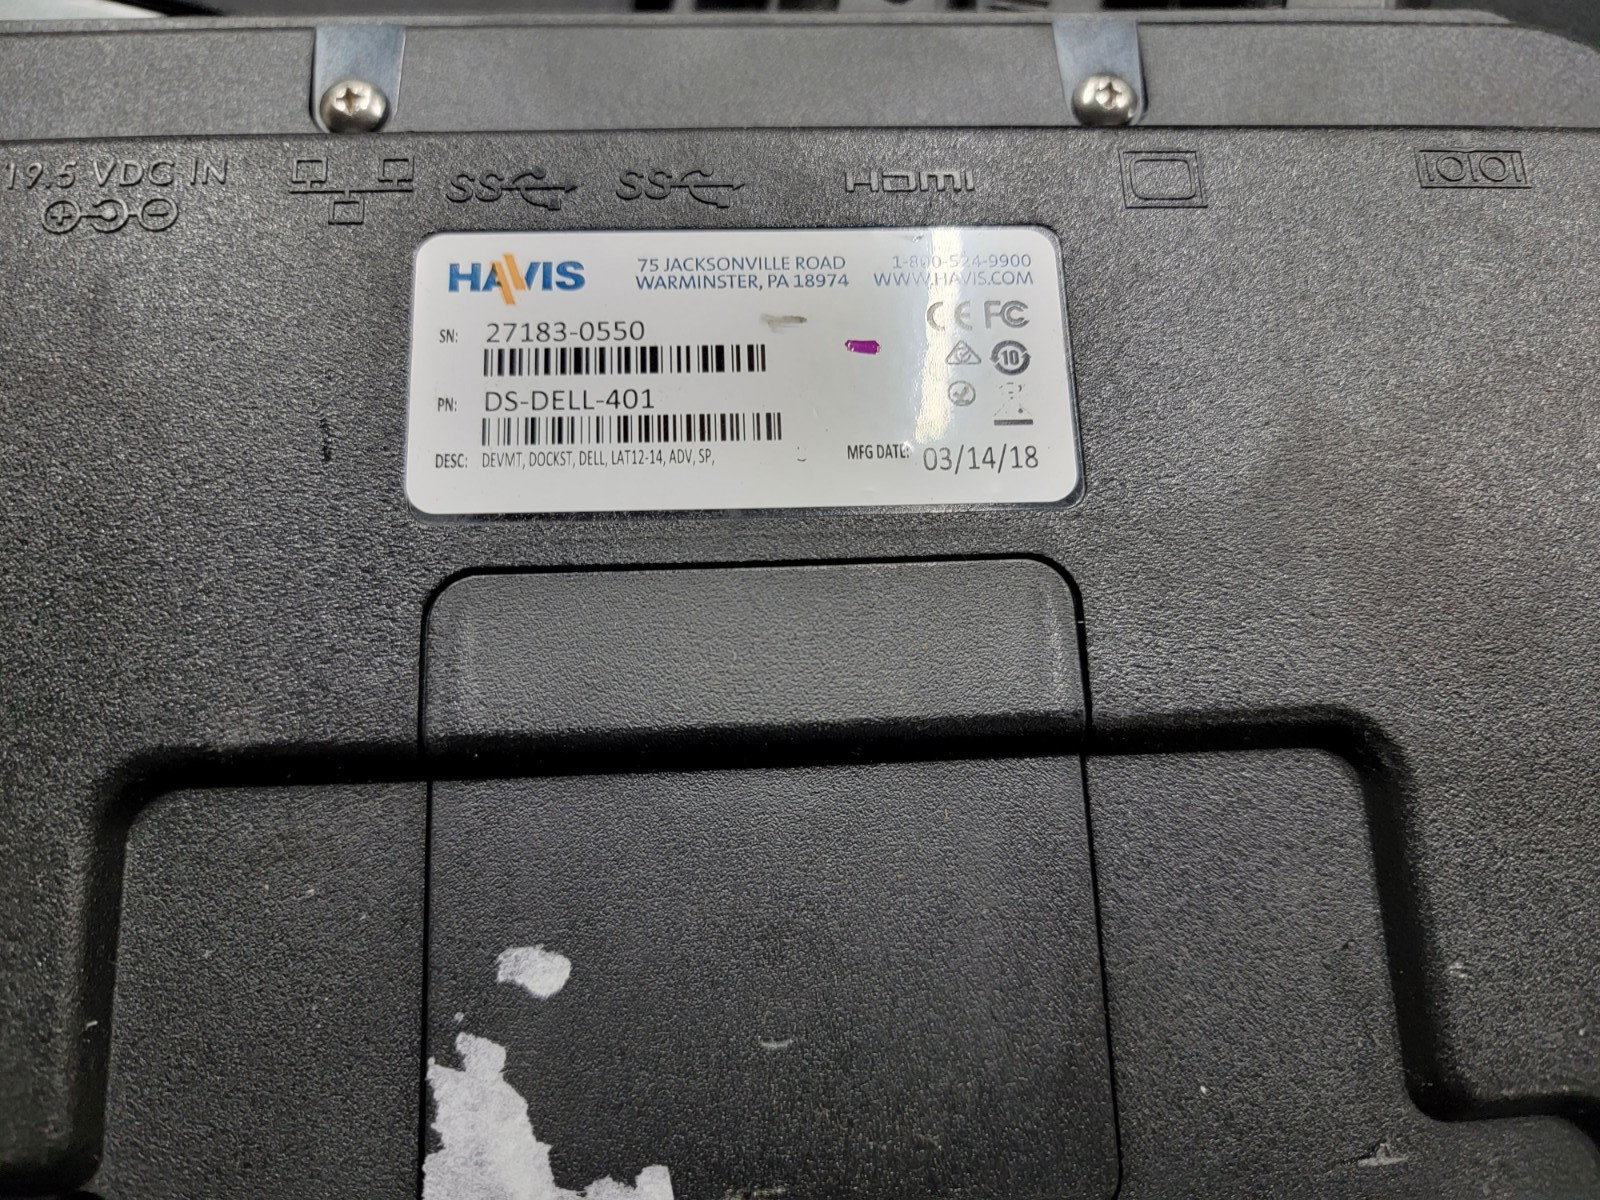 19.5 VDC IN
SS SS HDMI IOIOI
HAVIS 75 JACKSONVILLE ROAD 1-800-524-9900
WARMINSTER, PA 18974 WWW.HAVIS.COM
CE FC
SN: 27183-0550
10
PN: DS-DELL-401
DESC: DEVMT, DOCKST, DELL, LAT12-14, ADV, SP,
MFG DATE: 03/14/18